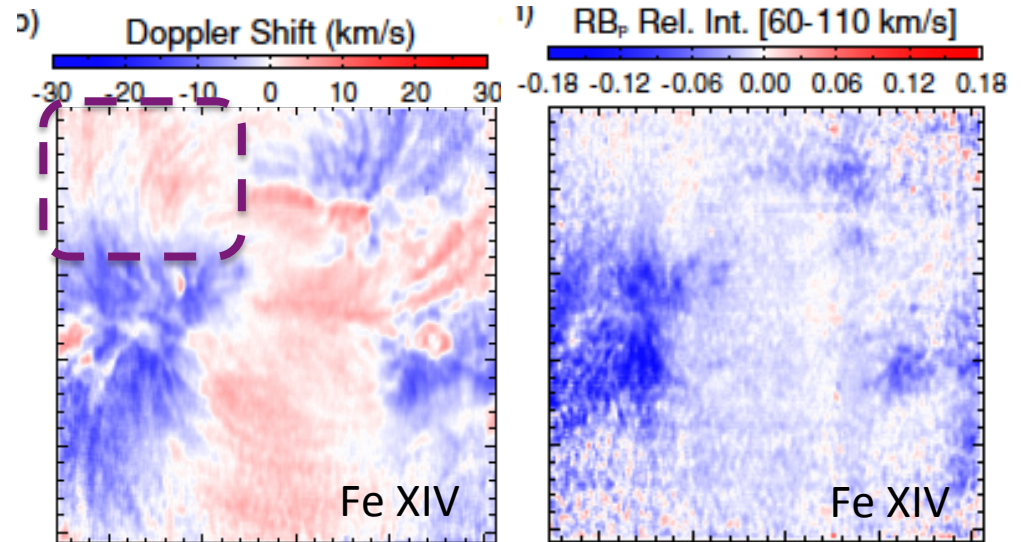 b)
Doppler Shift (km/s)
-30 -20 -10 0 10 20 30
Fe XIV
f)
RBₚ Rel. Int. [60-110 km/s]
-0.18 -0.12 -0.06 0.00 0.06 0.12 0.18
Fe XIV